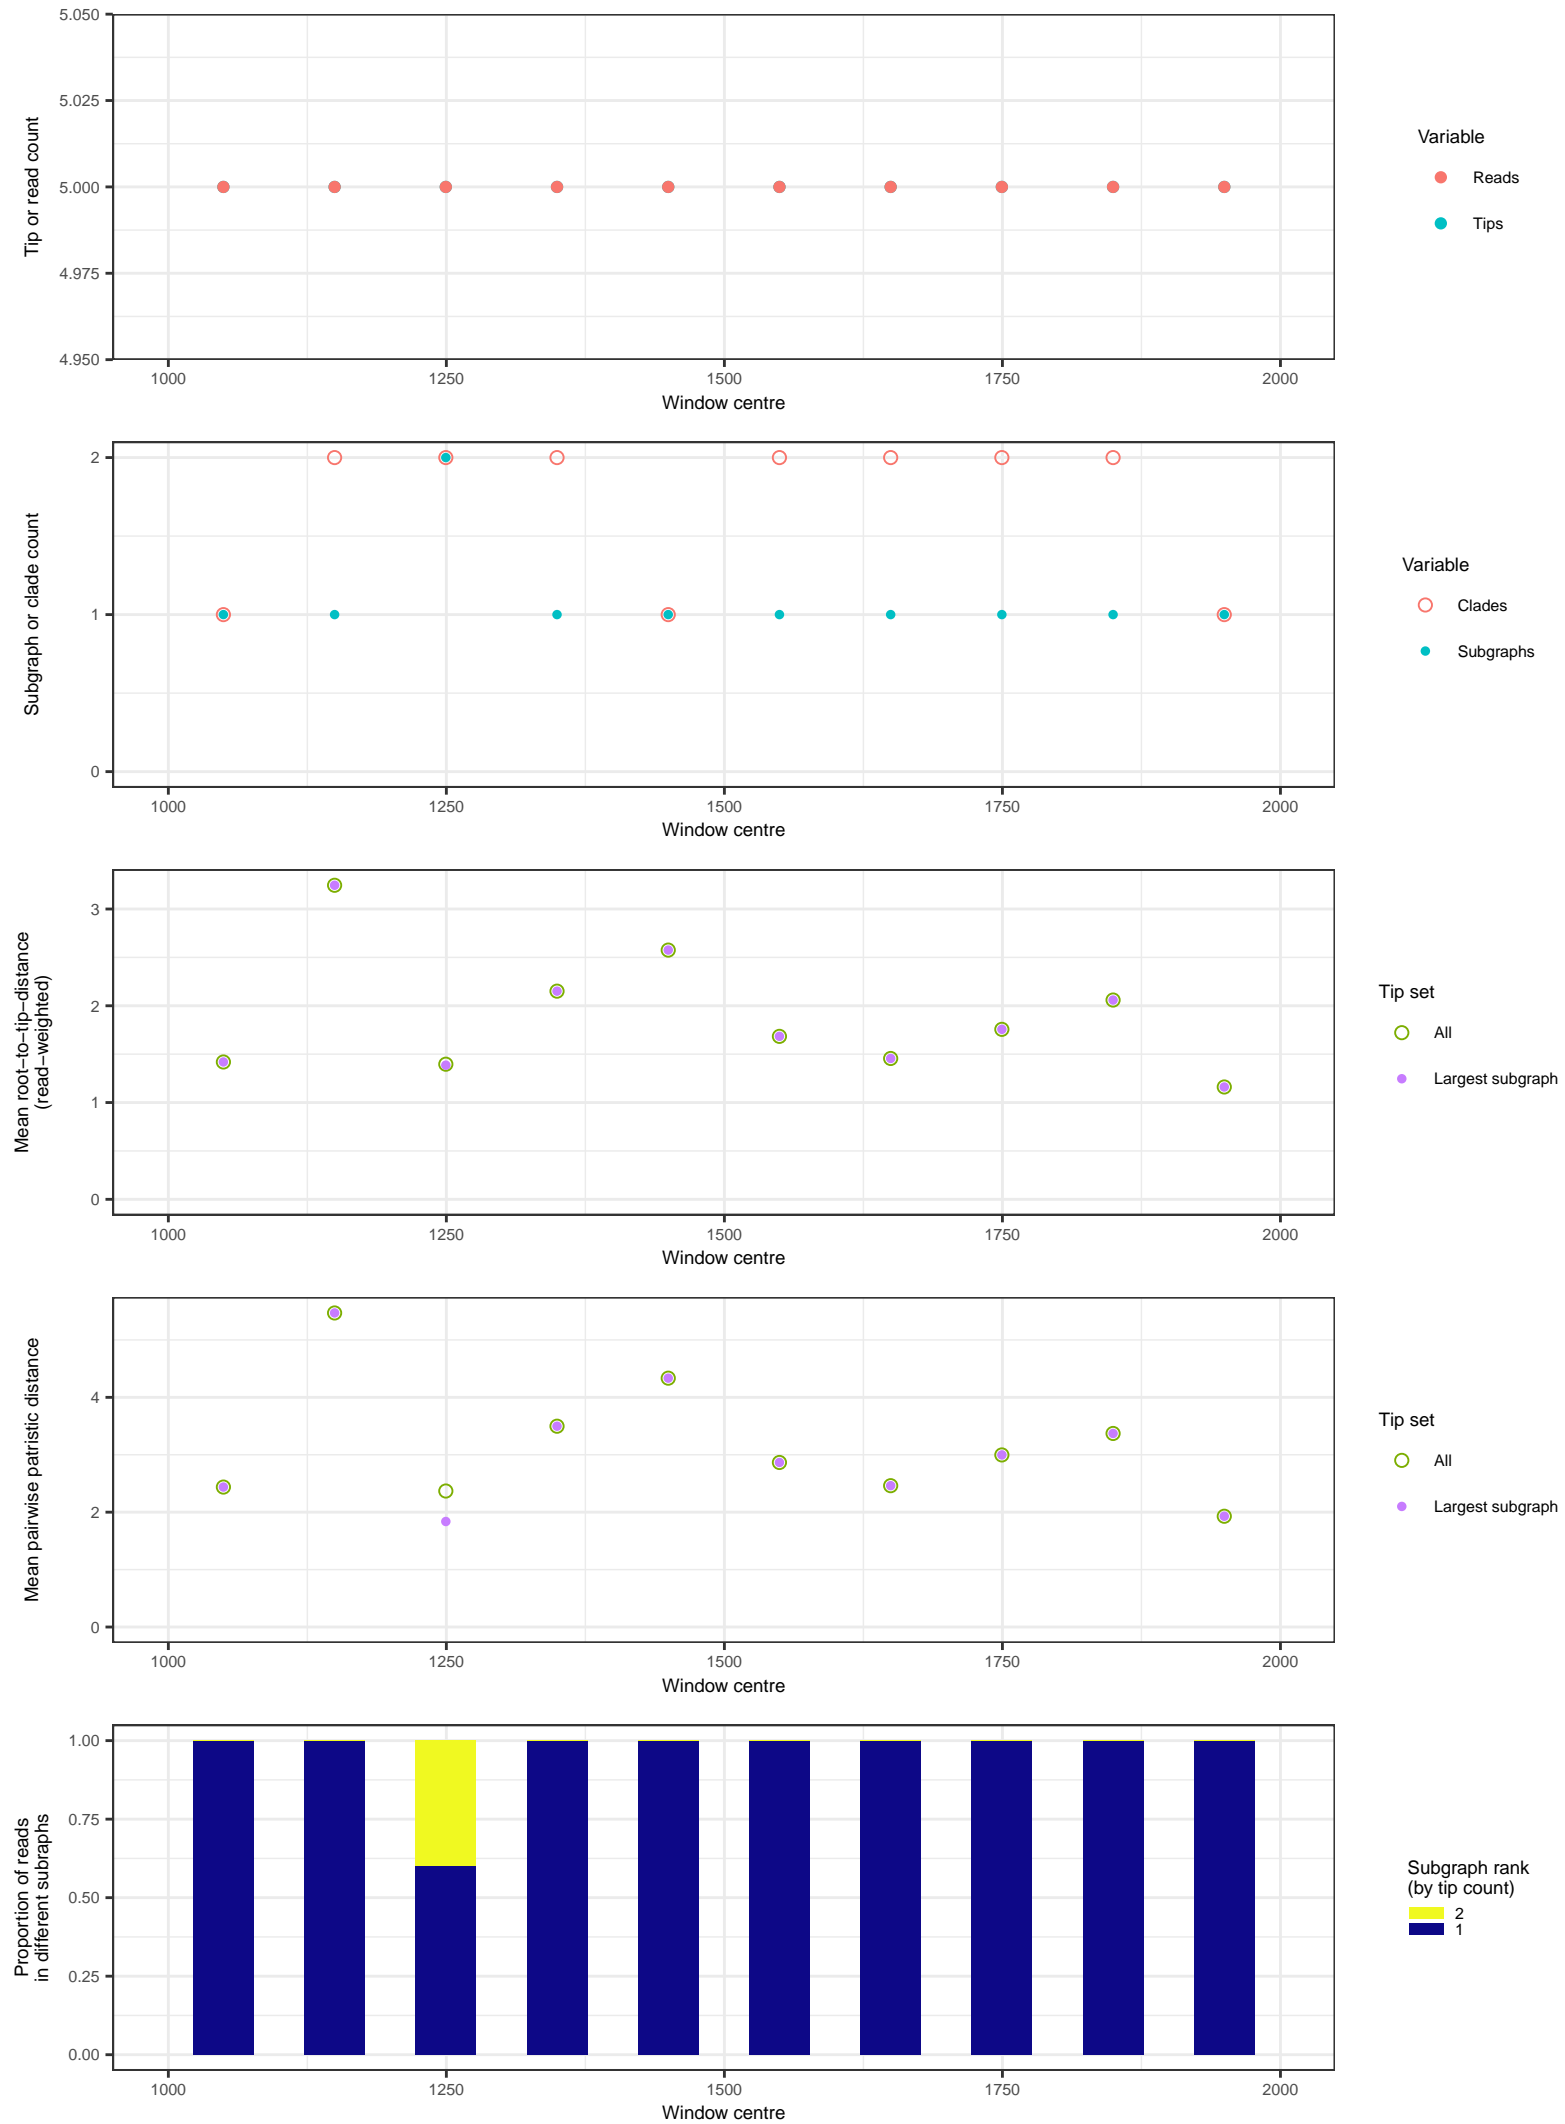 5.050
5.025
5.000
4.975
4.950
Tip or read count
1000 1250 1500 1750 2000
Window centre
Variable
Reads
Tips
2
1
0
Subgraph or clade count
1000 1250 1500 1750 2000
Window centre
Variable
Clades
Subgraphs
3
2
1
0
Mean root−to−tip−distance
(read−weighted)
1000 1250 1500 1750 2000
Window centre
Tip set
All
Largest subgraph
4
2
0
Mean pairwise patristic distance
1000 1250 1500 1750 2000
Window centre
Tip set
All
Largest subgraph
1.00
0.75
0.50
0.25
0.00
Proportion of reads
in different subraphs
1000 1250 1500 1750 2000
Window centre
Subgraph rank
(by tip count)
2
1